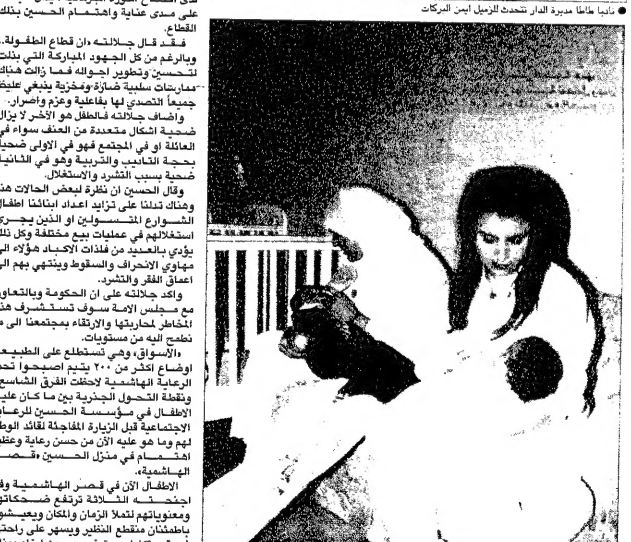 ● ناديا طاطا مديرة الدار تتحدث للزميل ايمن البركات
على مدى عناية واهتمام الحسين بذلك
القطاع.
فقد قال جلالته «ان قطاع الطفولة،
وبالرغم من كل الجهود المباركة التي بذلت
لتحسين وتطوير احواله فما زالت هناك
ممارسات سلبية ضارة ومخزية ينبغي علينا
جميعاً التصدي لها بفاعلية وعزم واصرار.
واضاف جلالته فالطفل هو الآخر لا يزال
ضحية اشكال متعددة من العنف سواء في
العائلة او في المجتمع فهو في الاولى ضحية
بحجة التاديب والتربية وهو في الثانية
ضحية بسبب التشرد والاستغلال.
وقال الحسين ان نظرة لبعض الحالات هنا
وهناك تدلنا على تزايد اعداد ابنائنا اطفال
الشوارع المتسولين او الذين يجري
استغلالهم في عمليات بيع مختلفة وكل ذلك
يؤدي بالعديد من فلذات الاكباد هؤلاء الى
مهاوي الانحراف والسقوط وينتهي بهم الى
اعماق الفقر والتشرد.
واكد جلالته على ان الحكومة وبالتعاون
مع مجلس الامة سوف تستشرف هذه
المخاطر لمحاربتها والارتقاء بمجتمعنا الى ما
نطمح اليه من مستويات.
«الأسواق» وهي تستطلع على الطبيعة
اوضاع اكثر من ٢٠٠ يتيم اصبحوا تحت
الرعاية الهاشمية لاحظت الفرق الشاسع
ونقطة التحول الجذرية بين ما كان عليه
الاطفال في مؤسسة الحسين للرعاية
الاجتماعية قبل الزيارة المفاجئة لقائد الوطن
لهم وما هو عليه الآن من حسن رعاية وعظيم
اهتمام في منزل الحسين «قصر
الهاشمية».
الاطفال الآن في قصر الهاشمية وفي
اجنحته الثلاثة ترتفع ضحكاتهم
ومعنوياتهم لتملأ الزمان والمكان ويعيشون
باطمئنان منقطع النظير ويسهر على راحتهم